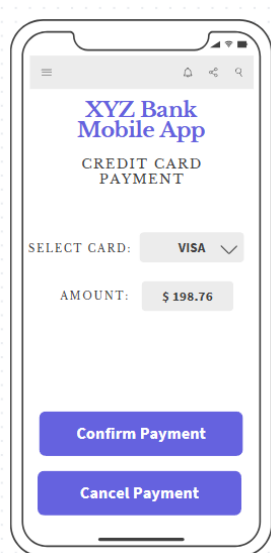 XYZ Bank
Mobile App
CREDIT CARD
PAYMENT
SELECT CARD: VISA
AMOUNT: $ 198.76
Confirm Payment
Cancel Payment